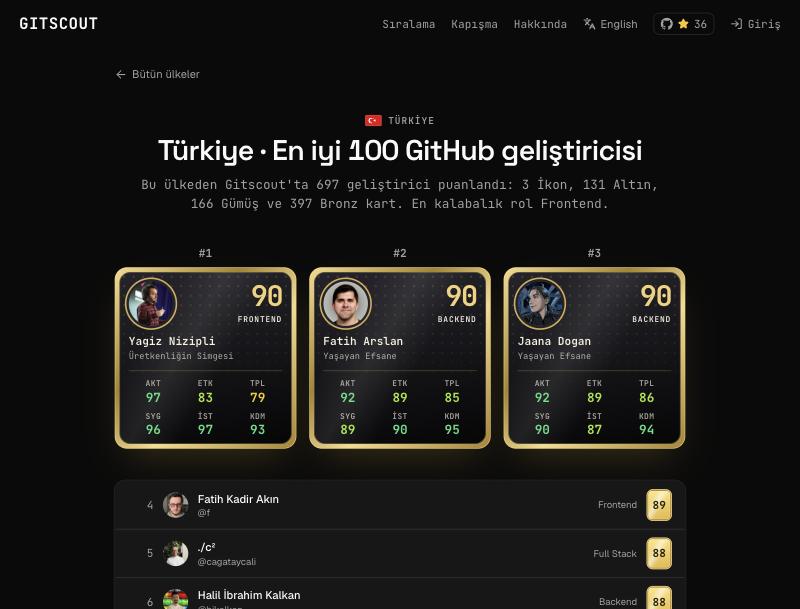 GITSCOUT
Sıralama Kapışma Hakkında English 36 Giriş
← Bütün ülkeler
TÜRKİYE
Türkiye · En iyi 100 GitHub geliştiricisi
Bu ülkeden Gitscout'ta 697 geliştirici puanlandı: 3 İkon, 131 Altın,
166 Gümüş ve 397 Bronz kart. En kalabalık rol Frontend.
#1
90
FRONTEND
Yagiz Nizipli
Üretkenliğin Simgesi
AKT ETK TPL
97 83 79
SYG İST KDM
96 97 93
#2
90
BACKEND
Fatih Arslan
Yaşayan Efsane
AKT ETK TPL
92 89 85
SYG İST KDM
89 90 95
#3
90
BACKEND
Jaana Dogan
Yaşayan Efsane
AKT ETK TPL
92 89 86
SYG İST KDM
90 87 94
4 Fatih Kadir Akın Frontend 89
@f
5 ./c² Full Stack 88
@cagataycali
6 Halil İbrahim Kalkan Backend 88